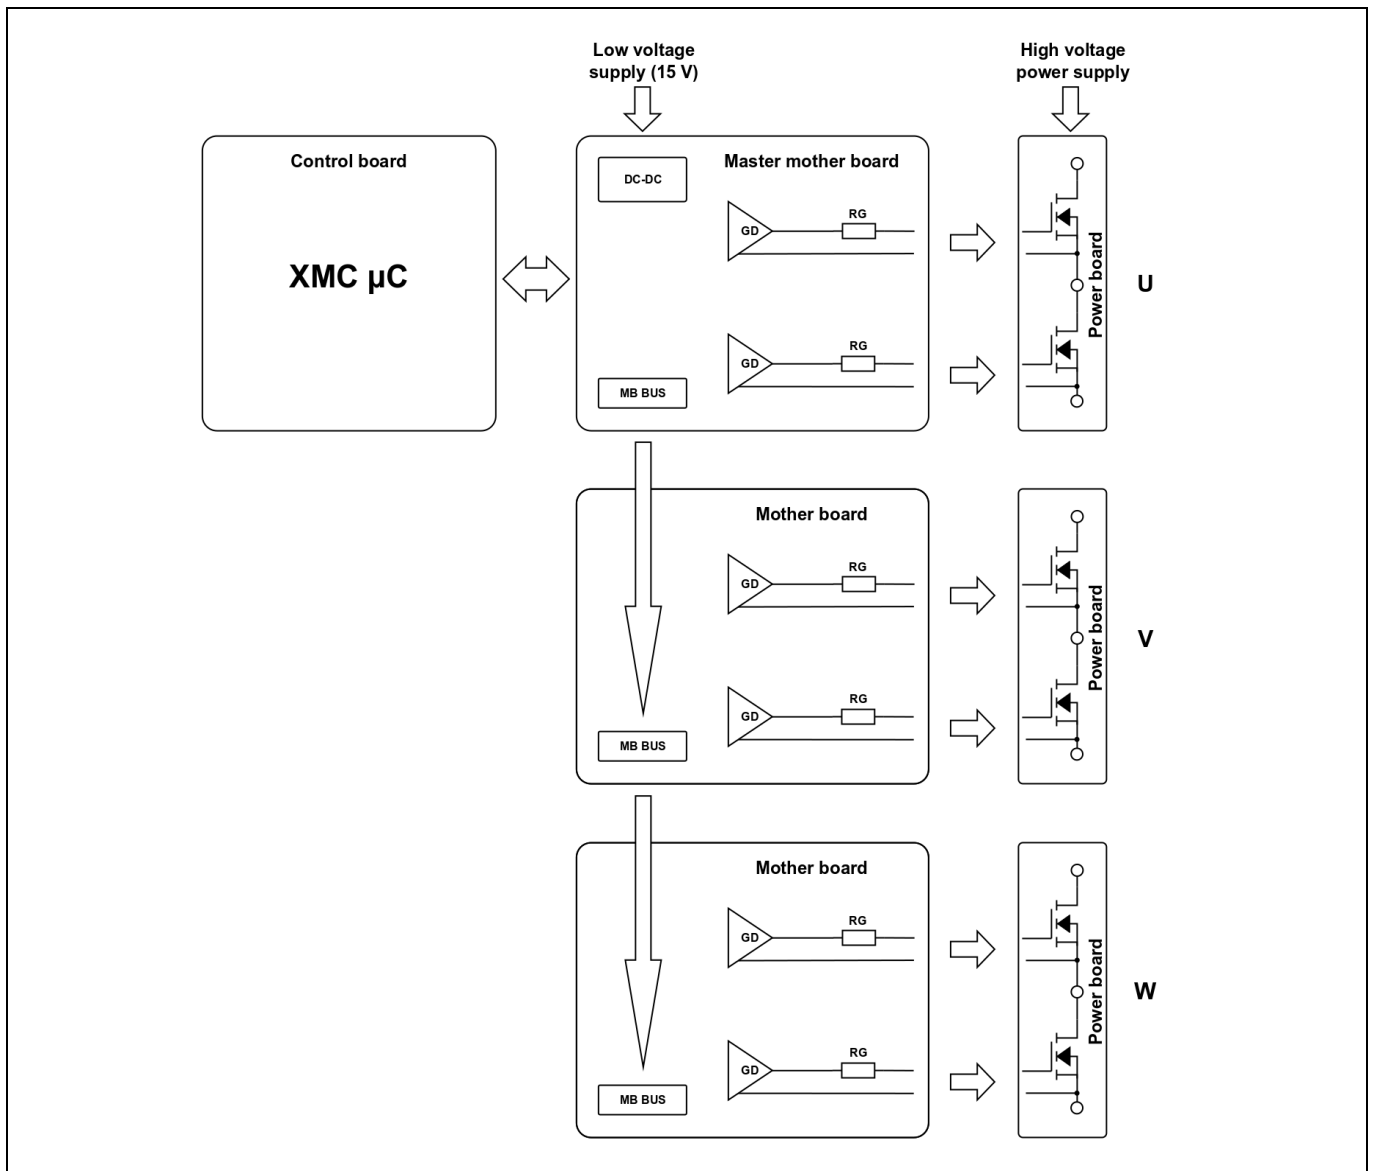 Low voltage
supply (15 V)
High voltage
power supply
Control board
XMC µC
Master mother board
DC-DC
GD
RG
GD
RG
MB BUS
Power board
U
Mother board
GD
RG
GD
RG
MB BUS
Power board
V
Mother board
GD
RG
GD
RG
MB BUS
Power board
W